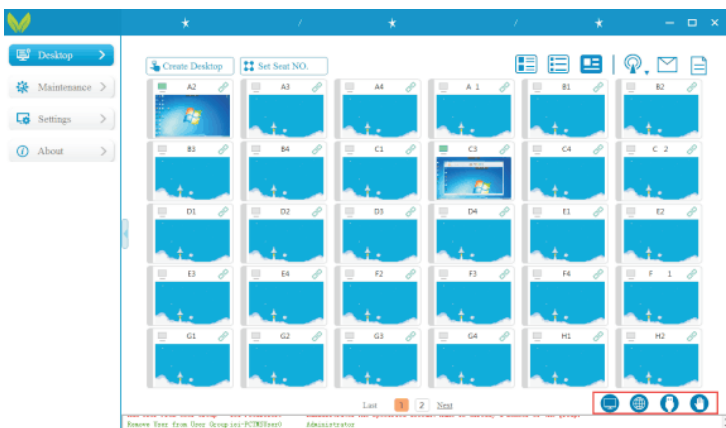 Desktop
Maintenance
Settings
About
Create Desktop
Set Seat NO.
A2 A3 A4 A 1 B1 B2
B3 B4 C1 C3 C4 C 2
D1 D2 D3 D4 E1 E2
E3 E4 F2 F3 F4 F 1
G1 G2 G3 G4 H1 H2
Last 1 2 Next
Remove User from User Group:
Administrator